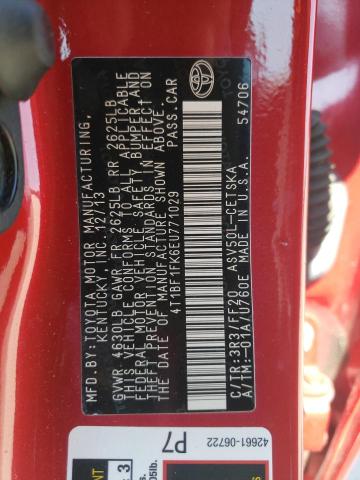 MFD.BY:TOYOTA MOTOR MANUFACTURING,
KENTUCKY, INC. 12/13
GVWR 4630LB GAWR FR 2625LB RR 2625LB
THIS VEHICLE CONFORMS TO ALL APPLICABLE
FEDERAL MOTOR VEHICLE SAFETY, BUMPER, AND
THEFT PREVENTION STANDARDS IN EFFECT ON
THE DATE OF MANUFACTURE SHOWN ABOVE.
4T1BF1FK6EU771029 PASS.CAR
C/TR:3R3/FF20 ASV50L-CETSKA
A/TM:-01A/U760E MADE IN U.S.A.
54706
42661-06722
P7
3